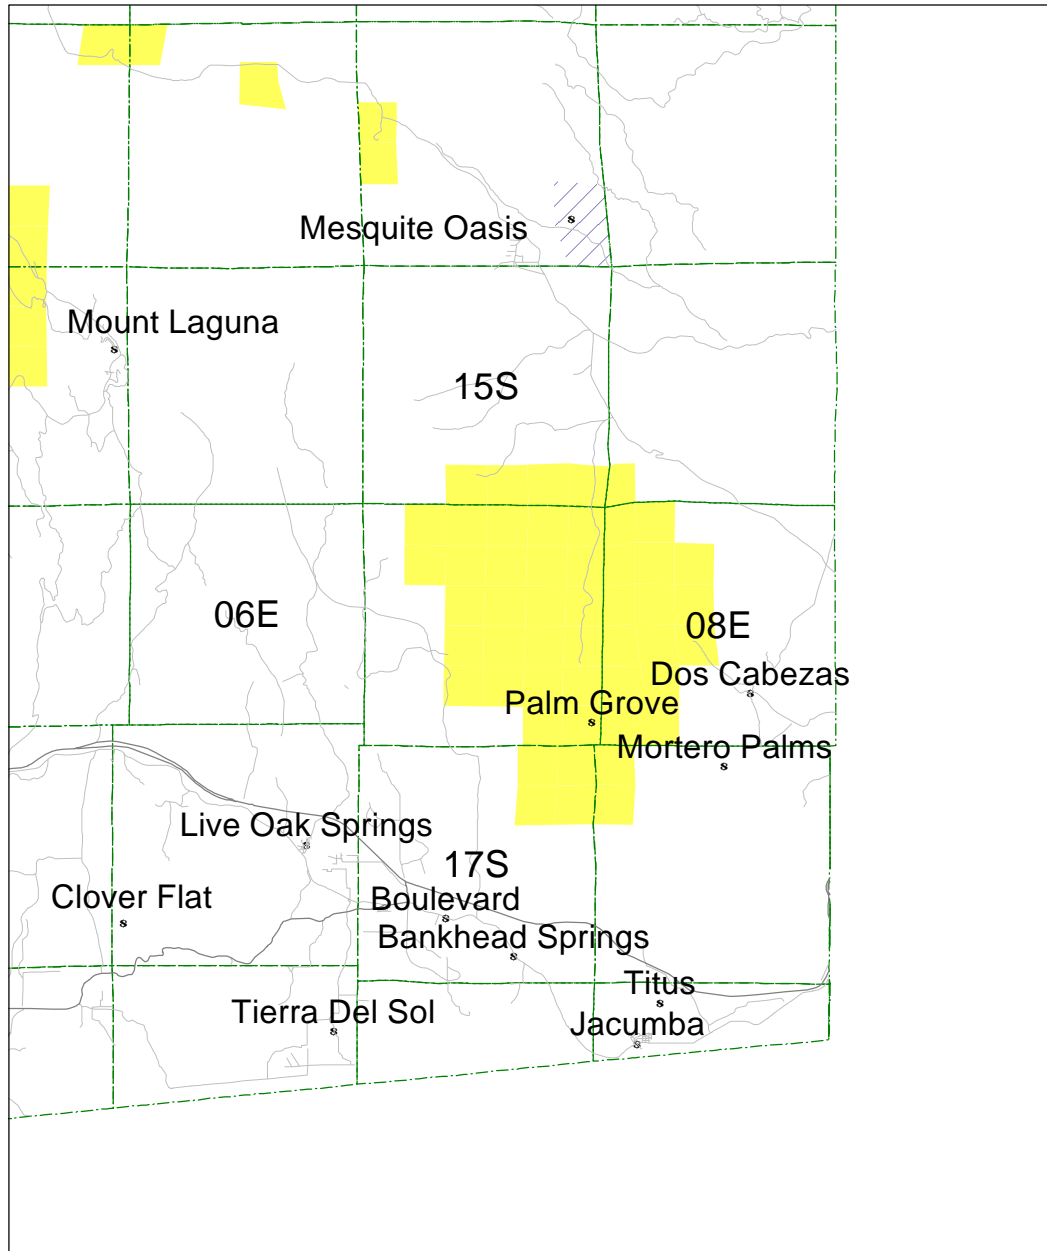 Mesquite Oasis
Mount Laguna
15S
06E
08E
Dos Cabezas
Palm Grove
Mortero Palms
Live Oak Springs
17S
Clover Flat
Boulevard
Bankhead Springs
Titus
Tierra Del Sol
Jacumba